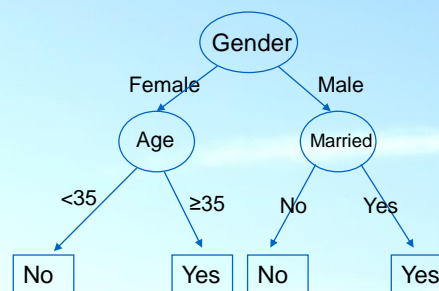 Gender
Female
Male
Age
Married
<35
≥35
No
Yes
No
Yes
No
Yes